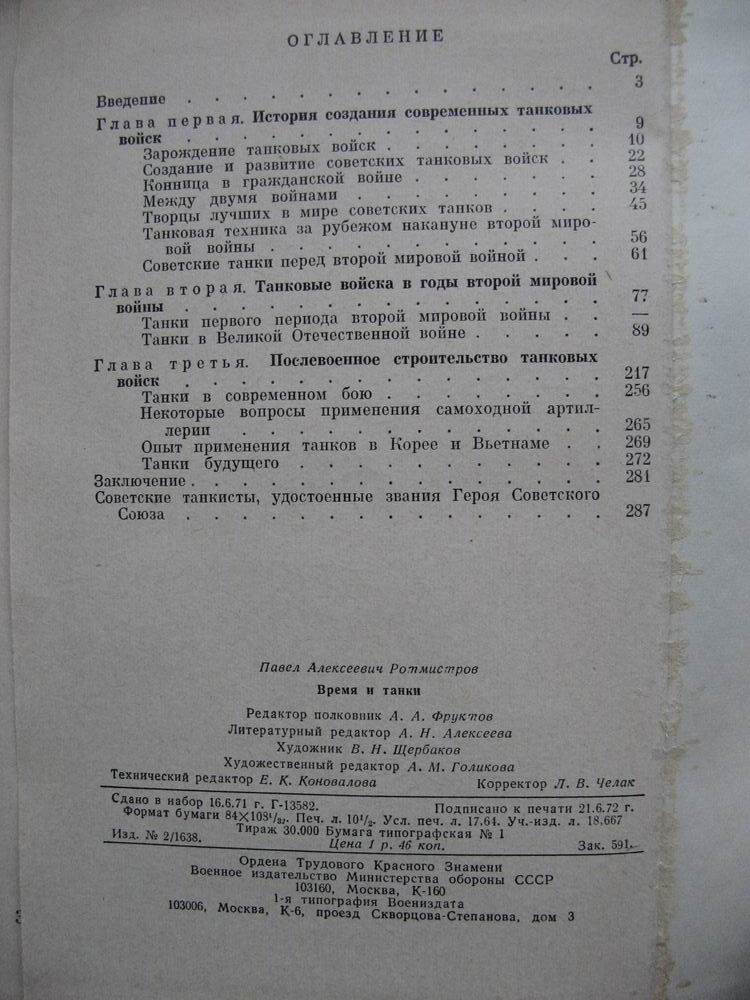 ОГЛАВЛЕНИЕ
Стр.
Введение . . . . . . . . . . . . . . . . 3
Глава первая. История создания современных танковых
войск . . . . . . . . . . . . . . . . 9
Зарождение танковых войск . . . . . . . . 10
Создание и развитие советских танковых войск . . 22
Конница в гражданской войне . . . . . . . 28
Между двумя войнами . . . . . . . . . 34
Творцы лучших в мире советских танков . . . . 45
Танковая техника за рубежом накануне второй миро-
вой войны . . . . . . . . . . . . . 56
Советские танки перед второй мировой войной . . . 61
Глава вторая. Танковые войска в годы второй мировой
войны . . . . . . . . . . . . . . . 77
Танки первого периода второй мировой войны . . —
Танки в Великой Отечественной войне . . . . . 89
Глава третья. Послевоенное строительство танковых
войск . . . . . . . . . . . . . . . 217
Танки в современном бою . . . . . . . . 256
Некоторые вопросы применения самоходной артил-
лерии . . . . . . . . . . . . . . 265
Опыт применения танков в Корее и Вьетнаме . . 269
Танки будущего . . . . . . . . . . . 272
Заключение . . . . . . . . . . . . . . . 281
Советские танкисты, удостоенные звания Героя Советского
Союза . . . . . . . . . . . . . . . 287
Павел Алексеевич Ротмистров
Время и танки
Редактор полковник А. А. Фруктов
Литературный редактор А. Н. Алексеева
Художник В. Н. Щербаков
Художественный редактор А. М. Голикова
Технический редактор Е. К. Коновалова Корректор Л. В. Челак
Сдано в набор 16.6.71 г. Г-13582. Подписано к печати 21.6.72 г.
Формат бумаги 84×108¹/₃₂. Печ. л. 10¹/₂. Усл. печ. л. 17,64. Уч.-изд. л. 18,667
Тираж 30.000 Бумага типографская № 1
Изд. № 2/1638. Цена 1 р. 46 коп. Зак. 591.
Ордена Трудового Красного Знамени
Военное издательство Министерства обороны СССР
103160, Москва, К-160
1-я типография Воениздата
103006, Москва, К-6, проезд Скворцова-Степанова, дом 3